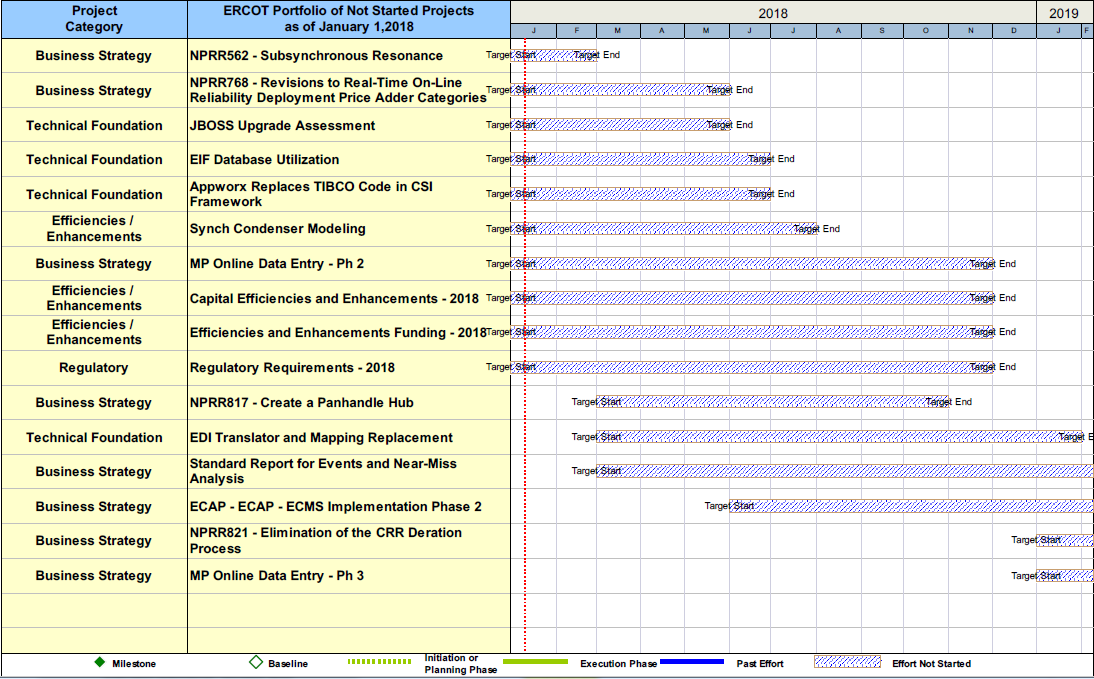 Project
Category
ERCOT Portfolio of Not Started Projects
as of January 1,2018
2018
2019
J F M A M J J A S O N D J F
Business Strategy
NPRR562 - Subsynchronous Resonance
Target Start
Target End
Business Strategy
NPRR768 - Revisions to Real-Time On-Line
Reliability Deployment Price Adder Categories
Target Start
Target End
Technical Foundation
JBOSS Upgrade Assessment
Target Start
Target End
Technical Foundation
EIF Database Utilization
Target Start
Target End
Technical Foundation
Appworx Replaces TIBCO Code in CSI
Framework
Target Start
Target End
Efficiencies /
Enhancements
Synch Condenser Modeling
Target Start
Target End
Business Strategy
MP Online Data Entry - Ph 2
Target Start
Target End
Efficiencies /
Enhancements
Capital Efficiencies and Enhancements - 2018
Target Start
Target End
Efficiencies /
Enhancements
Efficiencies and Enhancements Funding - 2018
Target Start
Target End
Regulatory
Regulatory Requirements - 2018
Target Start
Target End
Business Strategy
NPRR817 - Create a Panhandle Hub
Target Start
Target End
Technical Foundation
EDI Translator and Mapping Replacement
Target Start
Target E
Business Strategy
Standard Report for Events and Near-Miss
Analysis
Target Start
Business Strategy
ECAP - ECAP - ECMS Implementation Phase 2
Target Start
Business Strategy
NPRR821 - Elimination of the CRR Deration
Process
Target Start
Business Strategy
MP Online Data Entry - Ph 3
Target Start
Milestone
Baseline
Initiation or
Planning Phase
Execution Phase
Past Effort
Effort Not Started